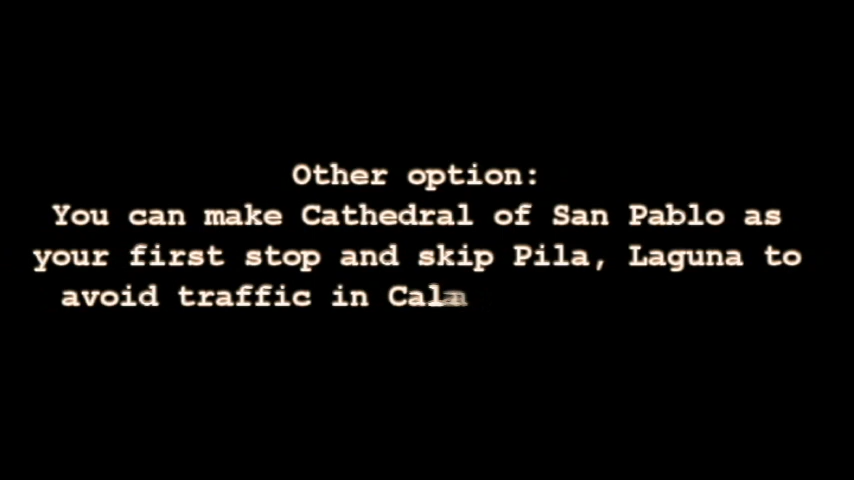 Other option:
You can make Cathedral of San Pablo as
your first stop and skip Pila, Laguna to
avoid traffic in Cala